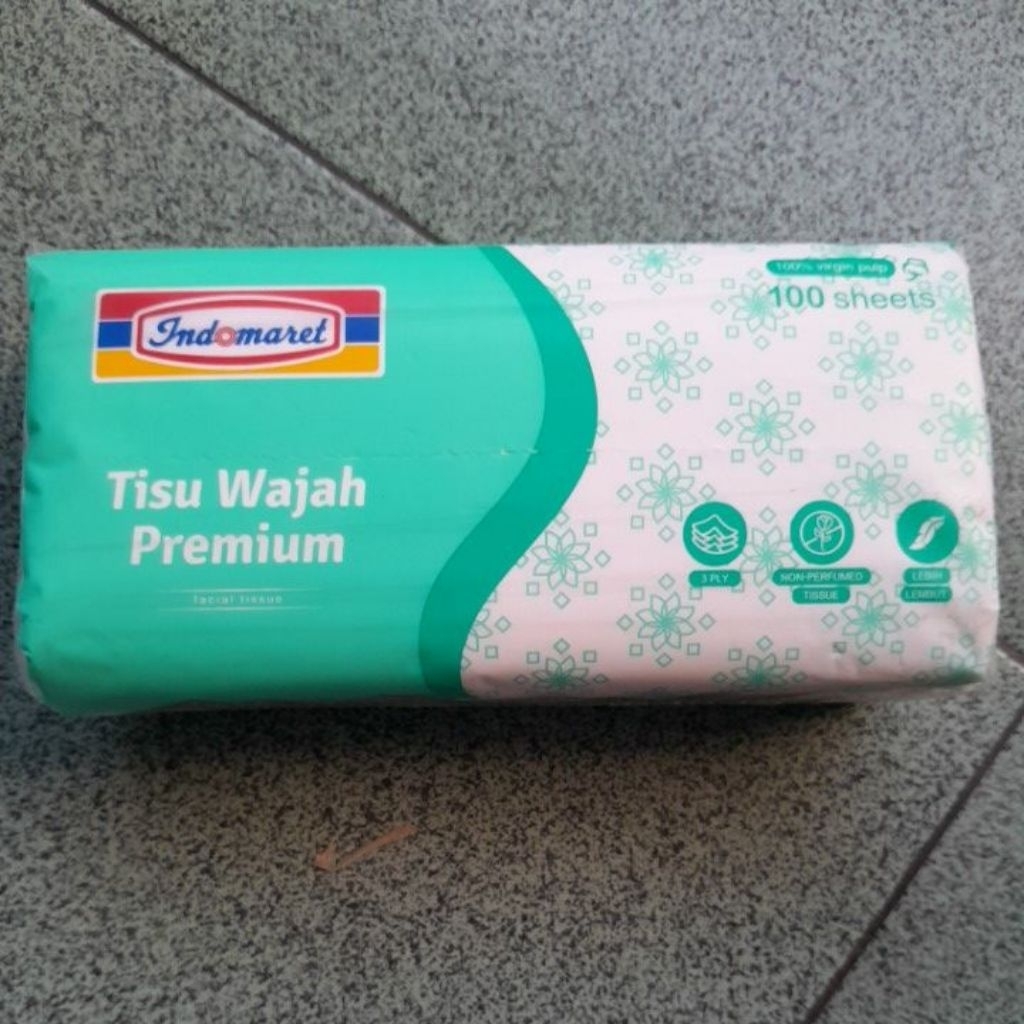 Indomaret
Tisu Wajah
Premium
facial tissue
100% virgin pulp
100 sheets
3 PLY
NON-PERFUMED
TISSUE
LEBIH
LEMBUT